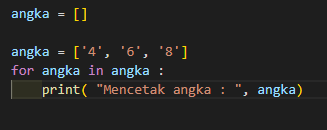 angka = []
angka = ['4', '6', '8']
for angka in angka :
    print( "Mencetak angka : ", angka)